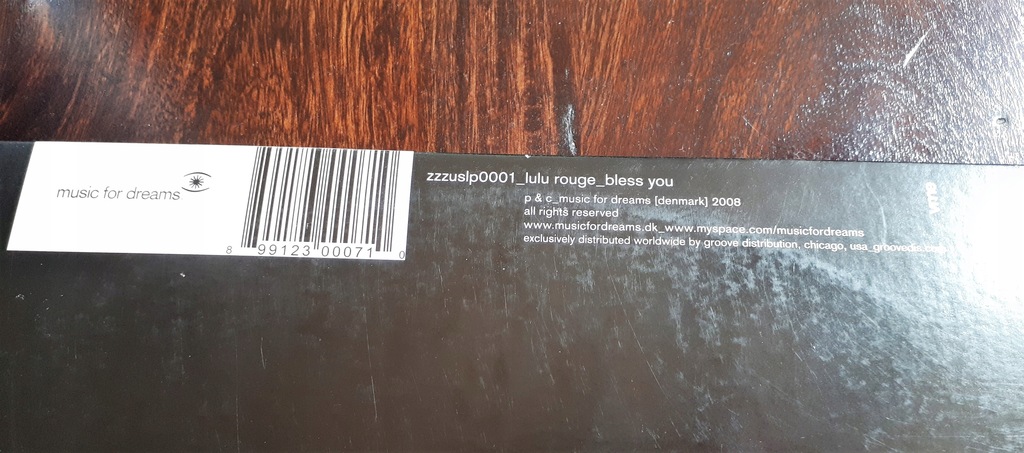 music for dreams
8 99123 00071 0
zzzuslp0001_lulu rouge_bless you
p & c_music for dreams [denmark] 2008
all rights reserved
www.musicfordreams.dk_www.myspace.com/musicfordreams
exclusively distributed worldwide by groove distribution, chicago, usa_groovedis.com